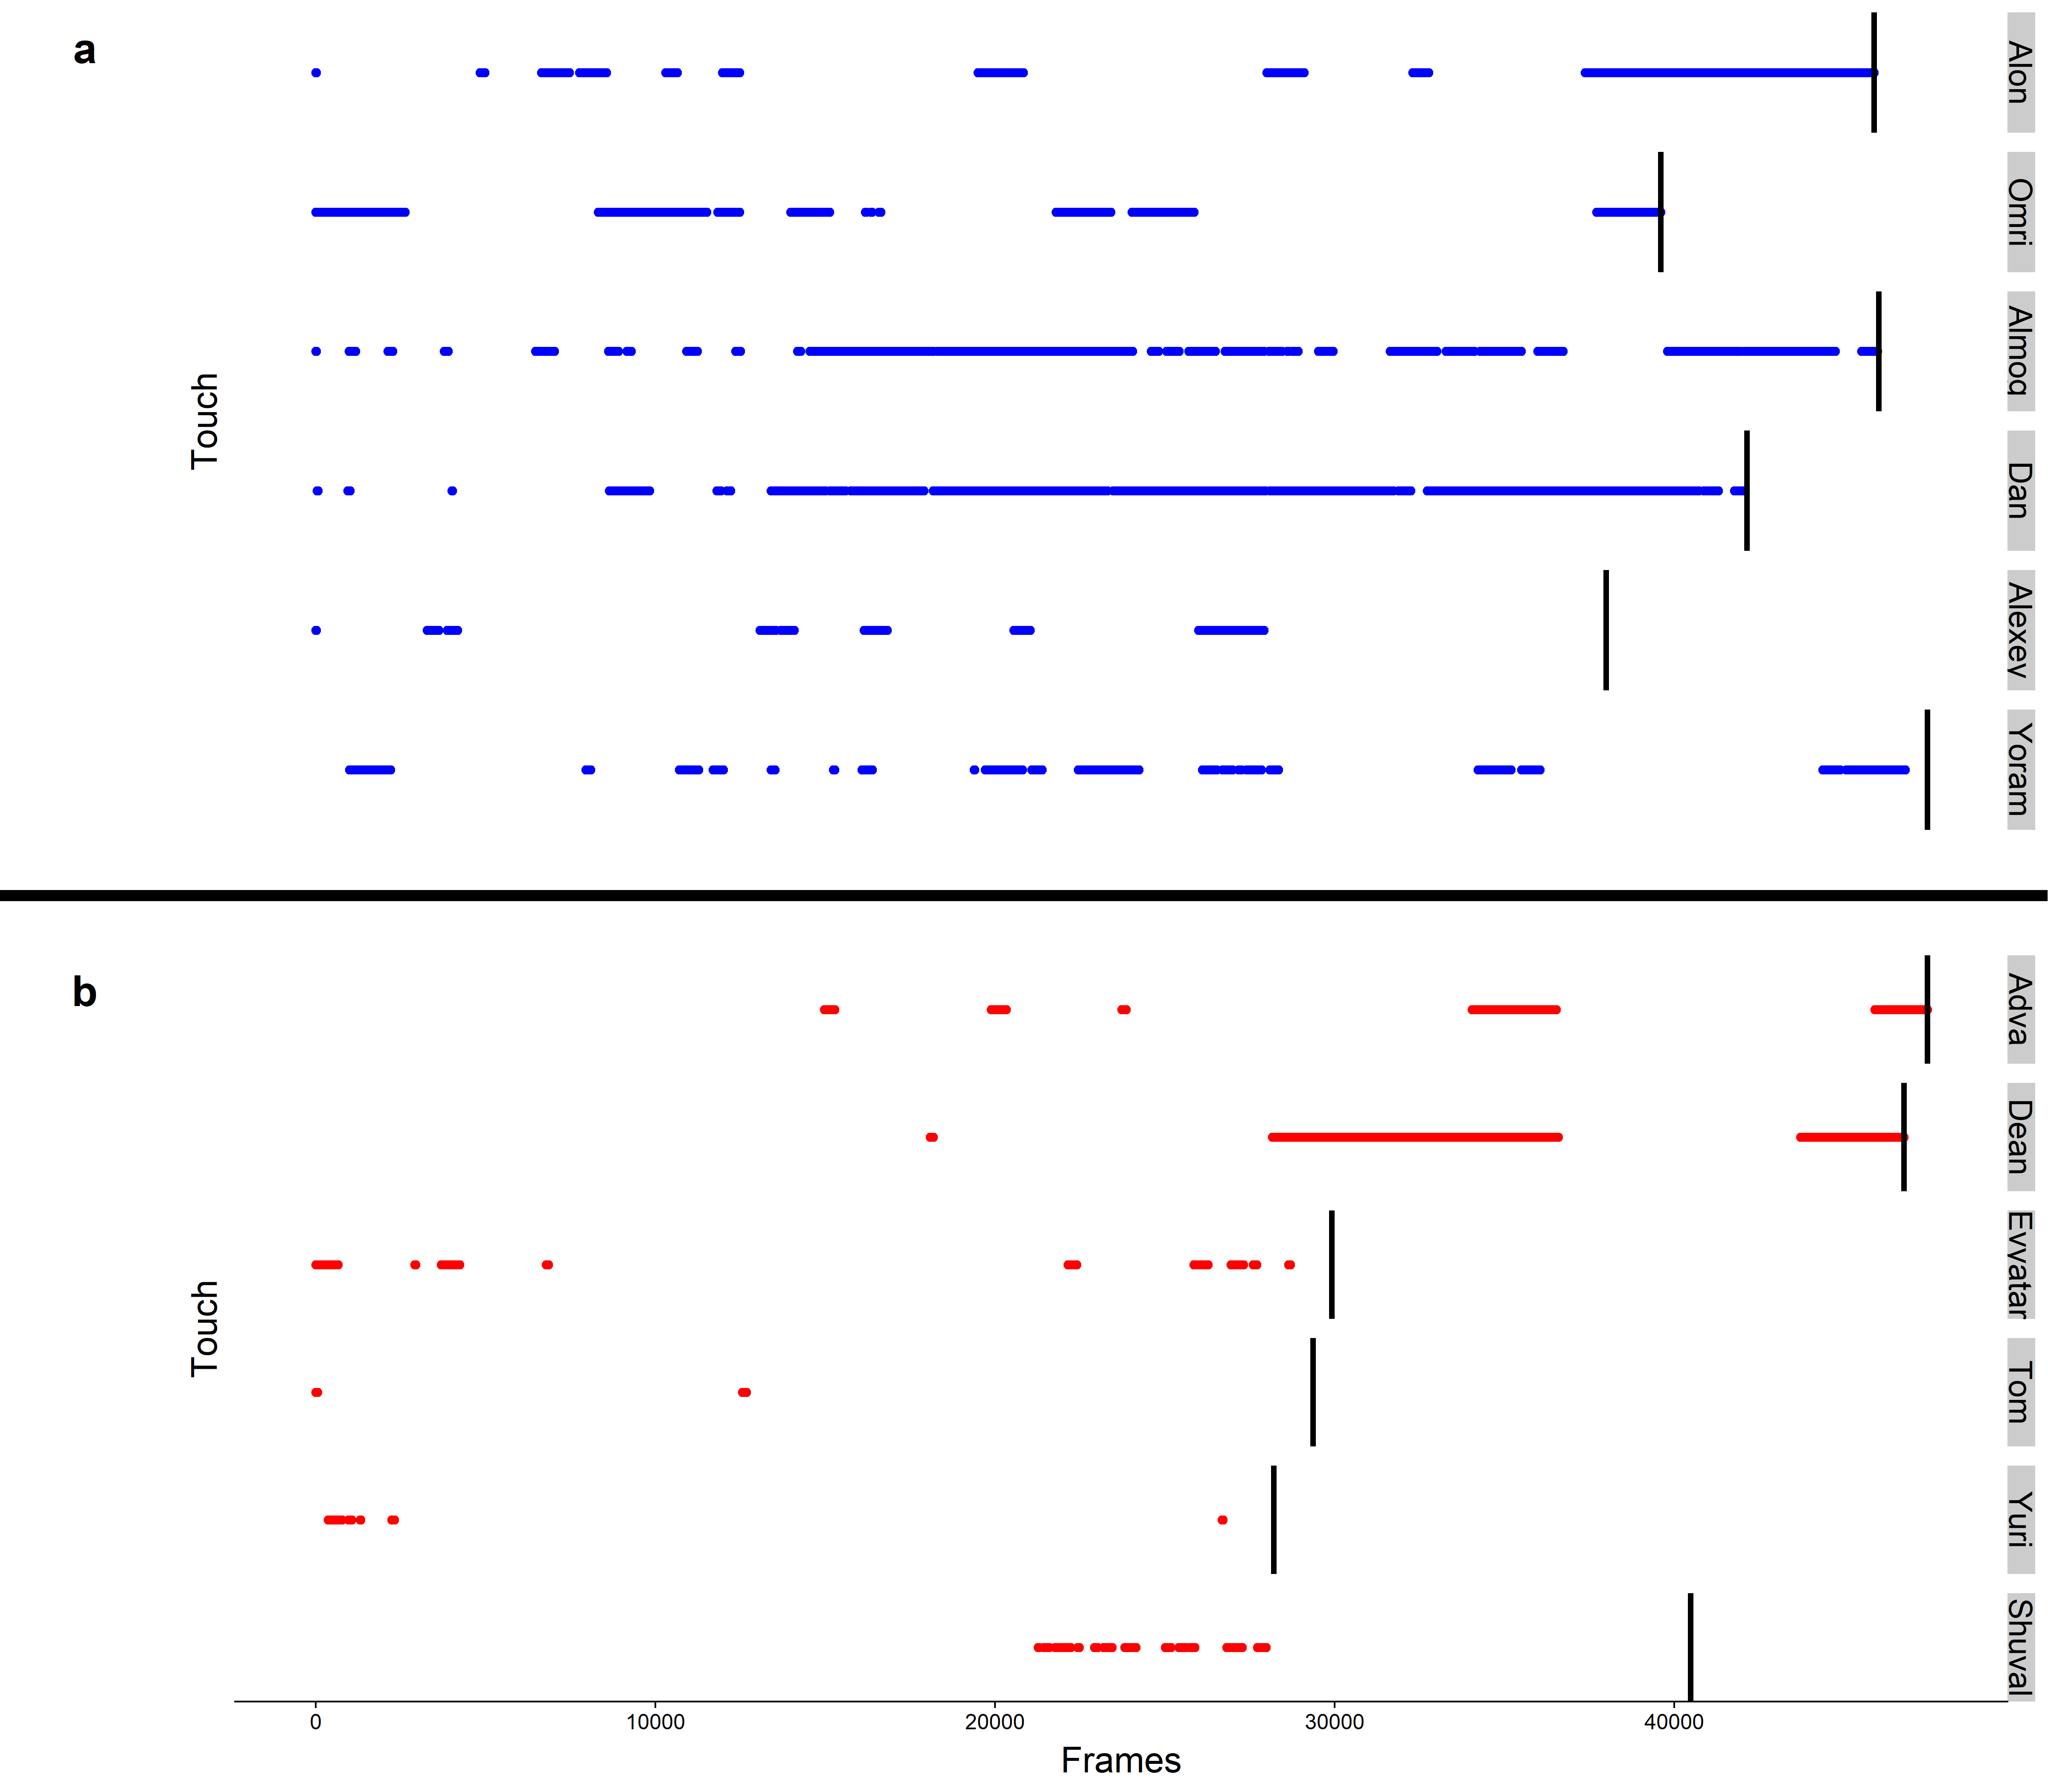 a
Alon
Omri
Almog
Dan
Alexey
Yoram
Touch
b
Adva
Dean
Evyatar
Tom
Yuri
Shuval
Touch
0 10000 20000 30000 40000
Frames